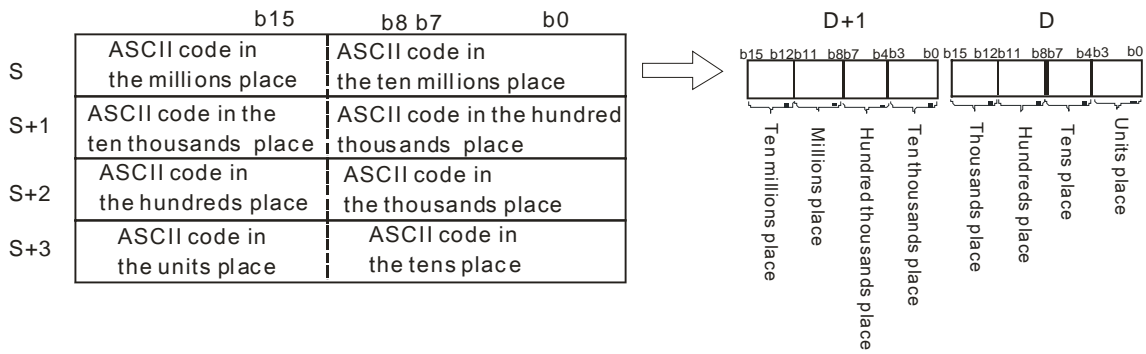 b15 b8 b7 b0
S
ASCII code in
the millions place
ASCII code in
the ten millions place
S+1
ASCII code in the
ten thousands place
ASCII code in the hundred
thousands place
S+2
ASCII code in
the hundreds place
ASCII code in
the thousands place
S+3
ASCII code in
the units place
ASCII code in
the tens place
D+1
b15 b12b11 b8b7 b4b3 b0
Ten millions place
Millions place
Hundred thousands place
Ten thousands place
D
b15 b12b11 b8b7 b4b3 b0
Thousands place
Hundreds place
Tens place
Units place